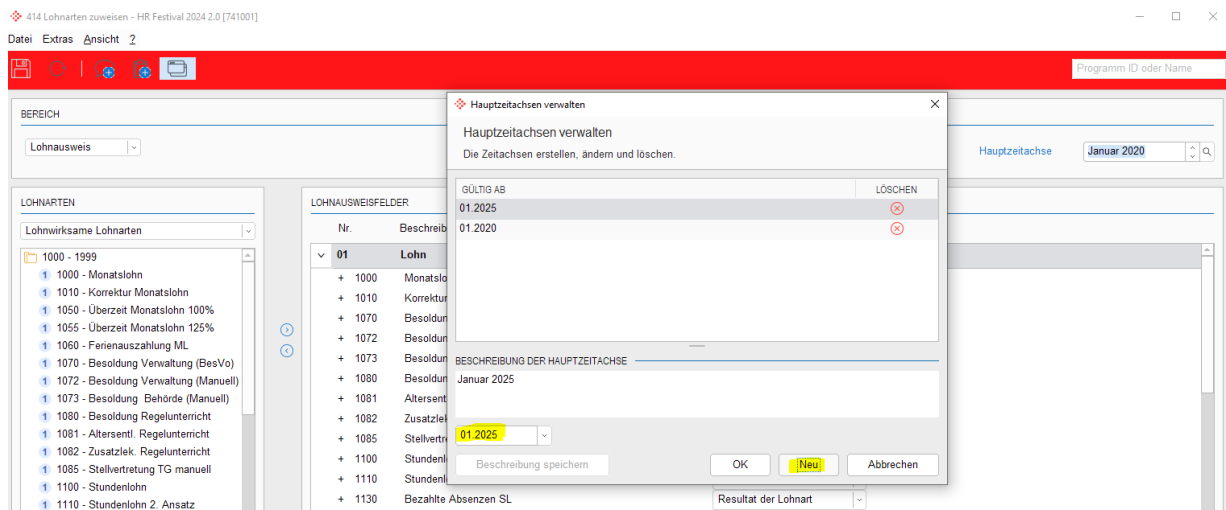 414 Lohnarten zuweisen - HR Festival 2024 2.0 [741001]
Datei Extras Ansicht ?
Programm ID oder Name
BEREICH
Lohnausweis
Hauptzeitachse Januar 2020
LOHNARTEN
Lohnwirksame Lohnarten
1000 - 1999
1 1000 - Monatslohn
1 1010 - Korrektur Monatslohn
1 1050 - Überzeit Monatslohn 100%
1 1055 - Überzeit Monatslohn 125%
1 1060 - Ferienauszahlung ML
1 1070 - Besoldung Verwaltung (BesVo)
1 1072 - Besoldung Verwaltung (Manuell)
1 1073 - Besoldung Behörde (Manuell)
1 1080 - Besoldung Regelunterricht
1 1081 - Altersentl. Regelunterricht
1 1082 - Zusatzlek. Regelunterricht
1 1085 - Stellvertretung TG manuell
1 1100 - Stundenlohn
1 1110 - Stundenlohn 2. Ansatz
LOHNAUSWEISFELDER
Nr. Beschreib
01 Lohn
+ 1000 Monatslo
+ 1010 Korrektur
+ 1070 Besoldun
+ 1072 Besoldun
+ 1073 Besoldun
+ 1080 Besoldun
+ 1081 Altersent
+ 1082 Zusatzlek
+ 1085 Stellvertre
+ 1100 Stundenl
+ 1110 Stundenl
+ 1130 Bezahlte Absenzen SL Resultat der Lohnart
Hauptzeitachsen verwalten
Hauptzeitachsen verwalten
Die Zeitachsen erstellen, ändern und löschen.
GÜLTIG AB LÖSCHEN
01.2025
01.2020
BESCHREIBUNG DER HAUPTZEITACHSE
Januar 2025
01.2025
Beschreibung speichern OK Neu Abbrechen